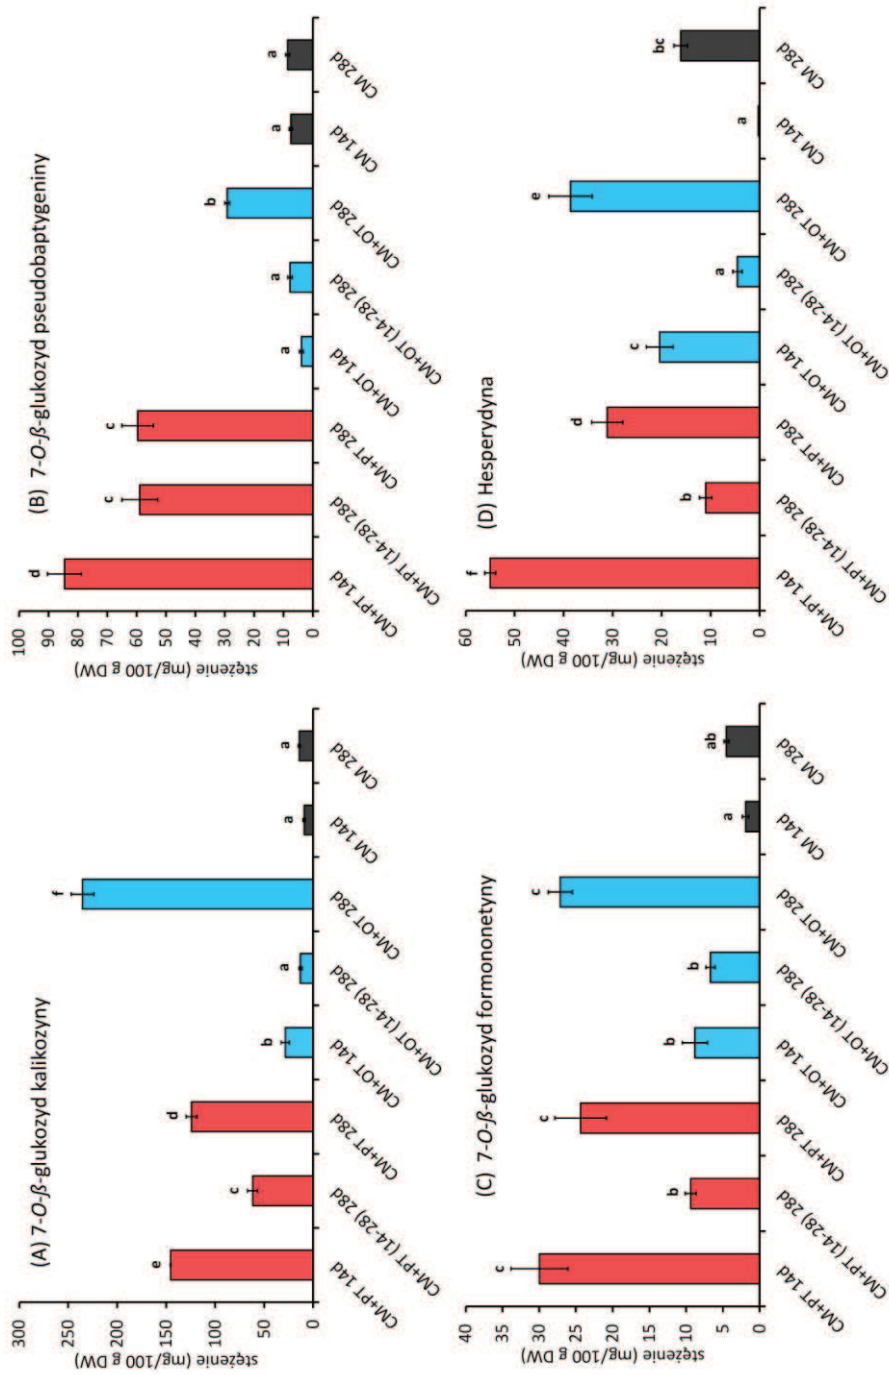 (A) 7-O-ß-glukozyd kalikozyny
stężenie (mg/100 g DW)
300
250
200
150
100
50
0
e
c
d
b
a
f
a
a
CM+PT 14d
CM+PT (14-28) 28d
CM+PT 28d
CM+OT 14d
CM+OT (14-28) 28d
CM+OT 28d
CM 14d
CM 28d
(B) 7-O-ß-glukozyd pseudobaptygeniny
stężenie (mg/100 g DW)
100
90
80
70
60
50
40
30
20
10
0
d
c
c
a
a
b
a
a
CM+PT 14d
CM+PT (14-28) 28d
CM+PT 28d
CM+OT 14d
CM+OT (14-28) 28d
CM+OT 28d
CM 14d
CM 28d
(C) 7-O-ß-glukozyd formononetyny
stężenie (mg/100 g DW)
40
35
30
25
20
15
10
5
0
c
b
c
b
b
c
a
ab
CM+PT 14d
CM+PT (14-28) 28d
CM+PT 28d
CM+OT 14d
CM+OT (14-28) 28d
CM+OT 28d
CM 14d
CM 28d
(D) Hesperydyna
stężenie (mg/100 g DW)
60
50
40
30
20
10
0
f
b
d
c
a
e
a
bc
CM+PT 14d
CM+PT (14-28) 28d
CM+PT 28d
CM+OT 14d
CM+OT (14-28) 28d
CM+OT 28d
CM 14d
CM 28d